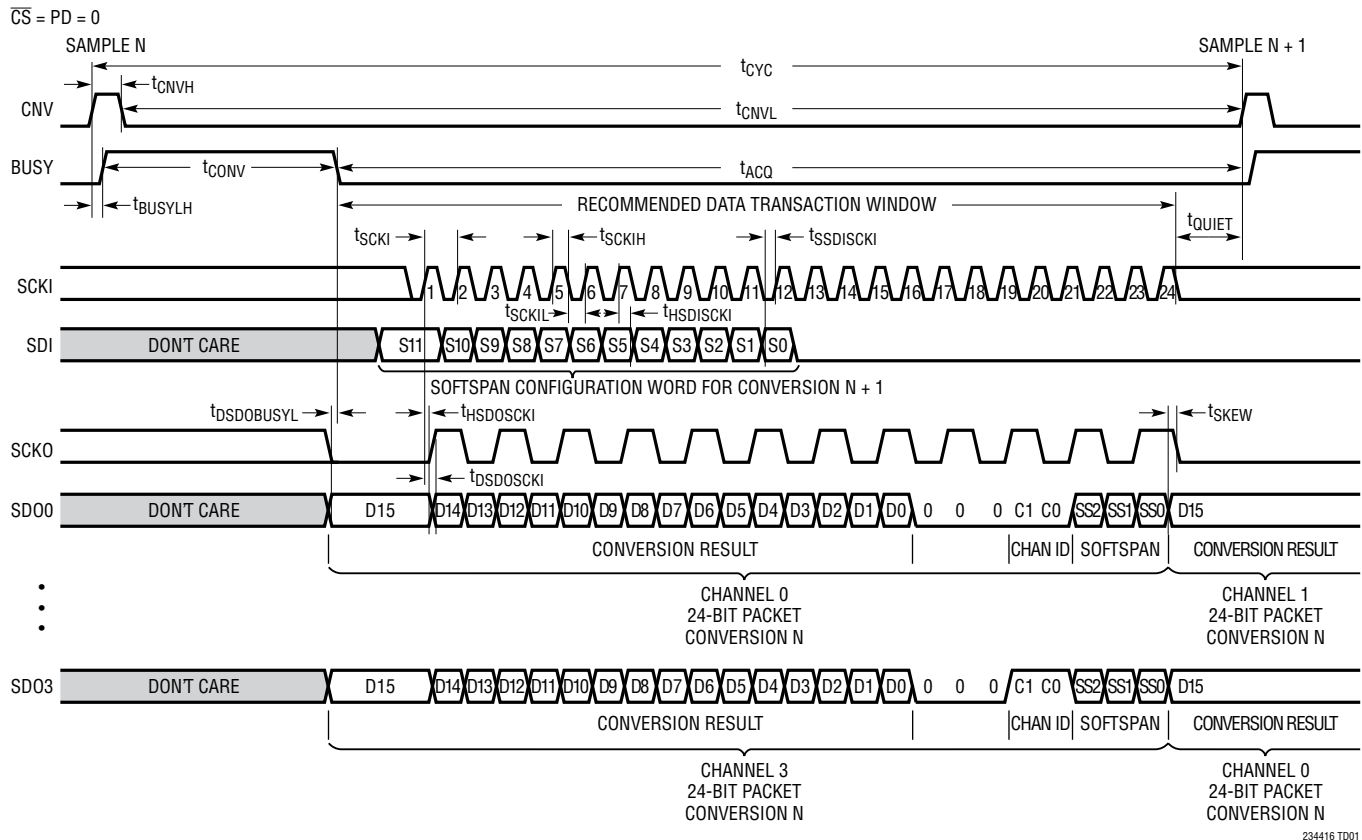 CS = PD = 0
SAMPLE N SAMPLE N + 1
tCYC
tCNVH
CNV
tCNVL
BUSY
tCONV
tACQ
tBUSYLH
RECOMMENDED DATA TRANSACTION WINDOW
tQUIET
tSCKI
tSCKIH
tSSDISCKI
SCKI
1 2 3 4 5 6 7 8 9 10 11 12 13 14 15 16 17 18 19 20 21 22 23 24
tSCKIL
tHSDISCKI
SDI DON'T CARE S11 S10 S9 S8 S7 S6 S5 S4 S3 S2 S1 S0
SOFTSPAN CONFIGURATION WORD FOR CONVERSION N + 1
tDSDOBUSYL
tHSDOSCKI
tSKEW
SCKO
tDSDOSCKI
SDO0 DON'T CARE D15 D14 D13 D12 D11 D10 D9 D8 D7 D6 D5 D4 D3 D2 D1 D0 0 0 0 C1 C0 SS2 SS1 SS0 D15
CONVERSION RESULT CHAN ID SOFTSPAN CONVERSION RESULT
CHANNEL 0 CHANNEL 1
24-BIT PACKET 24-BIT PACKET
CONVERSION N CONVERSION N
SDO3 DON'T CARE D15 D14 D13 D12 D11 D10 D9 D8 D7 D6 D5 D4 D3 D2 D1 D0 0 0 0 C1 C0 SS2 SS1 SS0 D15
CONVERSION RESULT CHAN ID SOFTSPAN CONVERSION RESULT
CHANNEL 3 CHANNEL 0
24-BIT PACKET 24-BIT PACKET
CONVERSION N CONVERSION N
234416 TD01